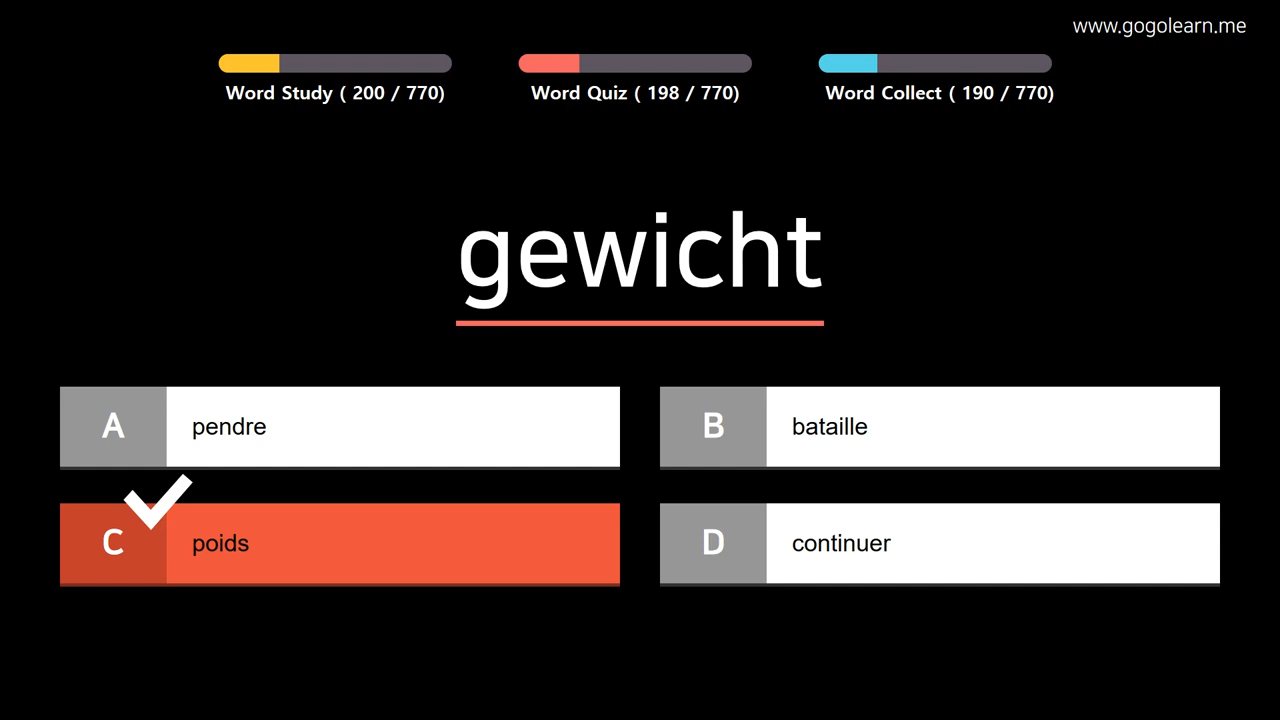 www.gogolearn.me
Word Study ( 200 / 770)
Word Quiz ( 198 / 770)
Word Collect ( 190 / 770)
gewicht
A pendre
B bataille
C poids
D continuer